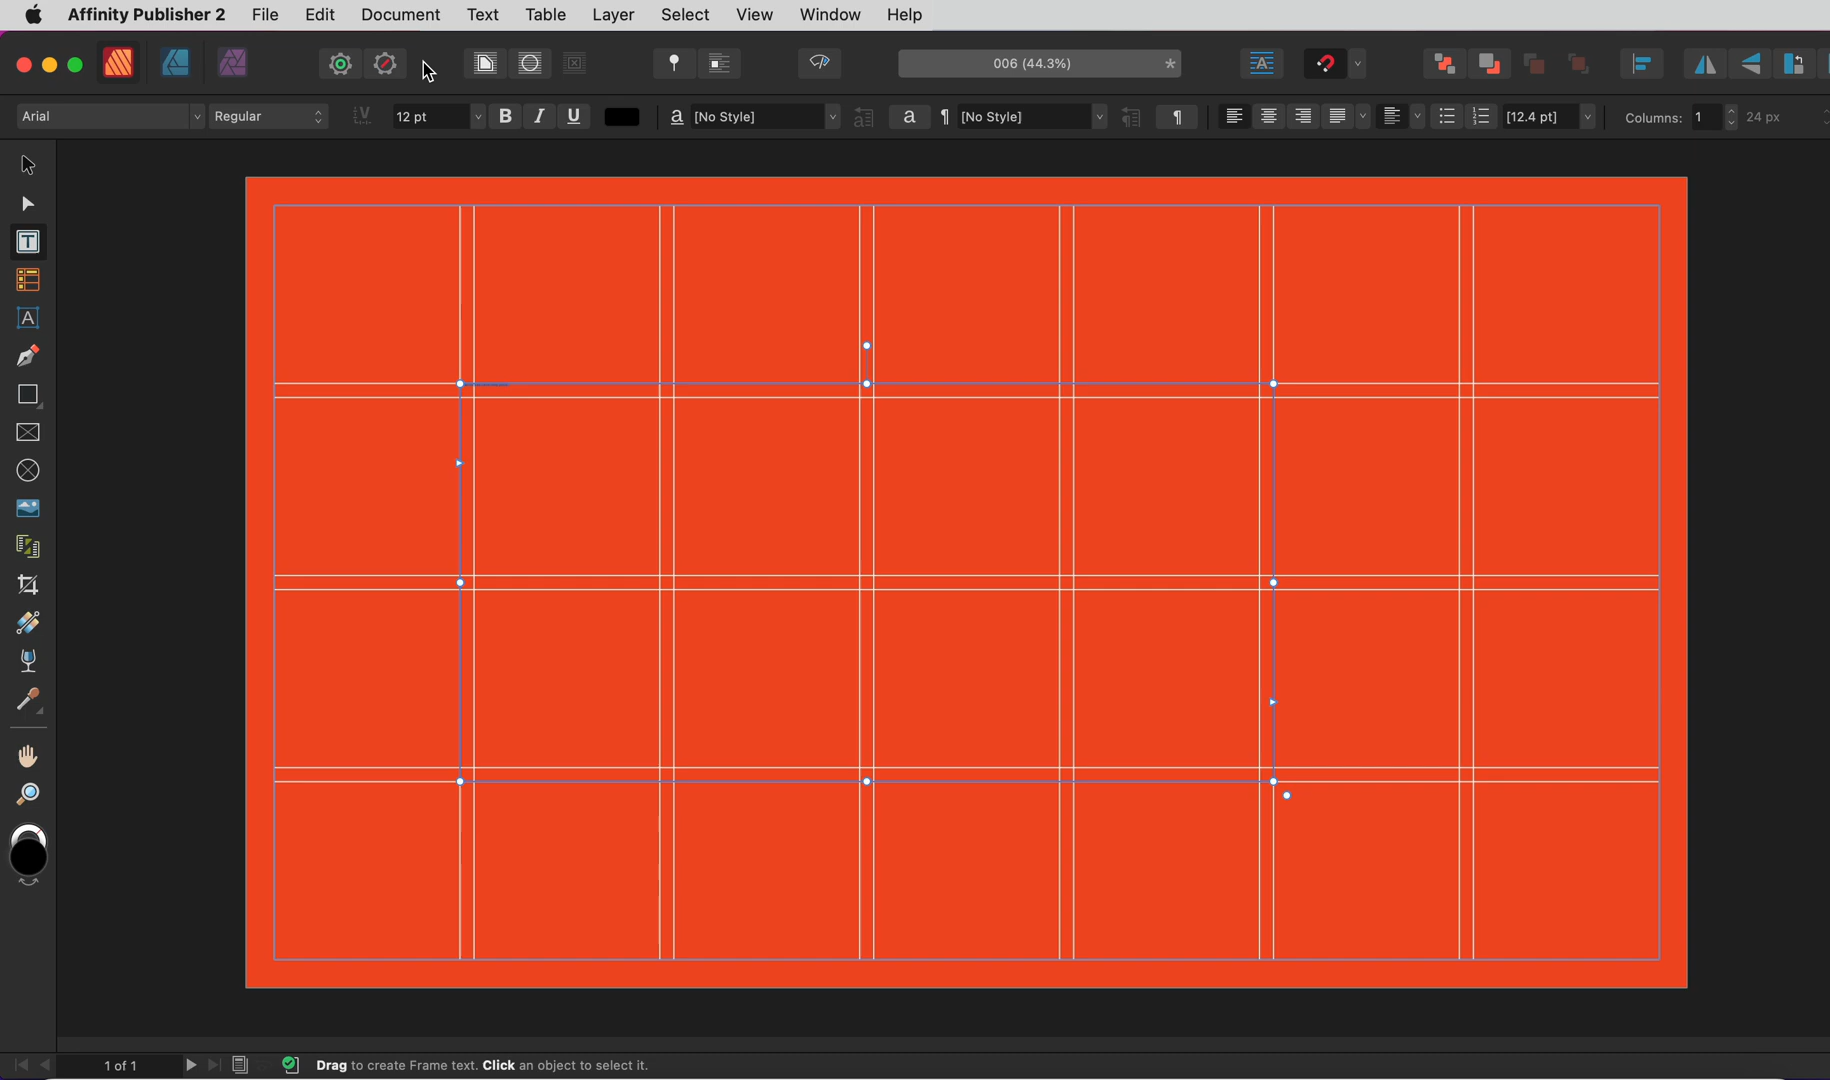 Affinity Publisher 2 File Edit Document Text Table Layer Select View Window Help
006 (44.3%) *
Arial Regular 12 pt B I U a [No Style] a ¶ [No Style] ¶ [12.4 pt] Columns: 1 24 px
1 of 1 Drag to create Frame text. Click an object to select it.